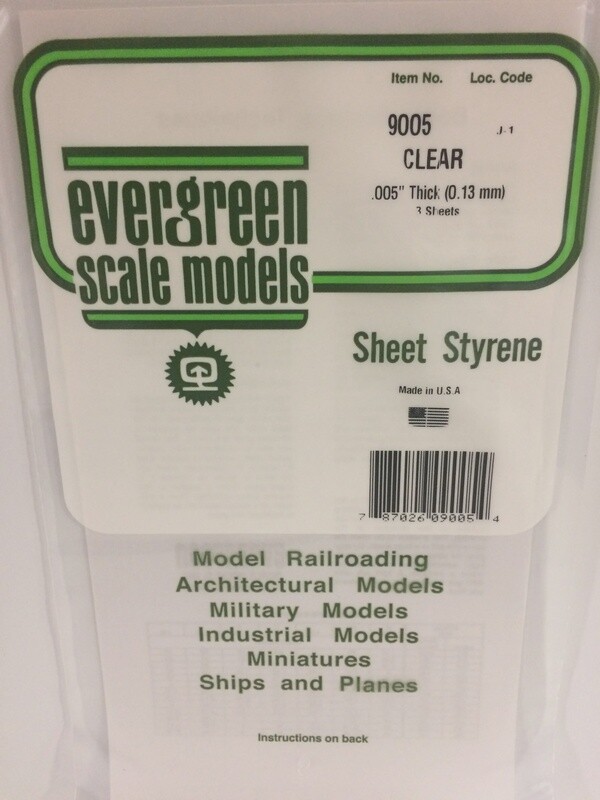 Item No. Loc. Code
9005 J-1
CLEAR
.005" Thick (0.13 mm)
3 Sheets
evergreen
scale models
Sheet Styrene
Made in U.S.A
7 87026 09005 4
Model Railroading
Architectural Models
Military Models
Industrial Models
Miniatures
Ships and Planes
Instructions on back